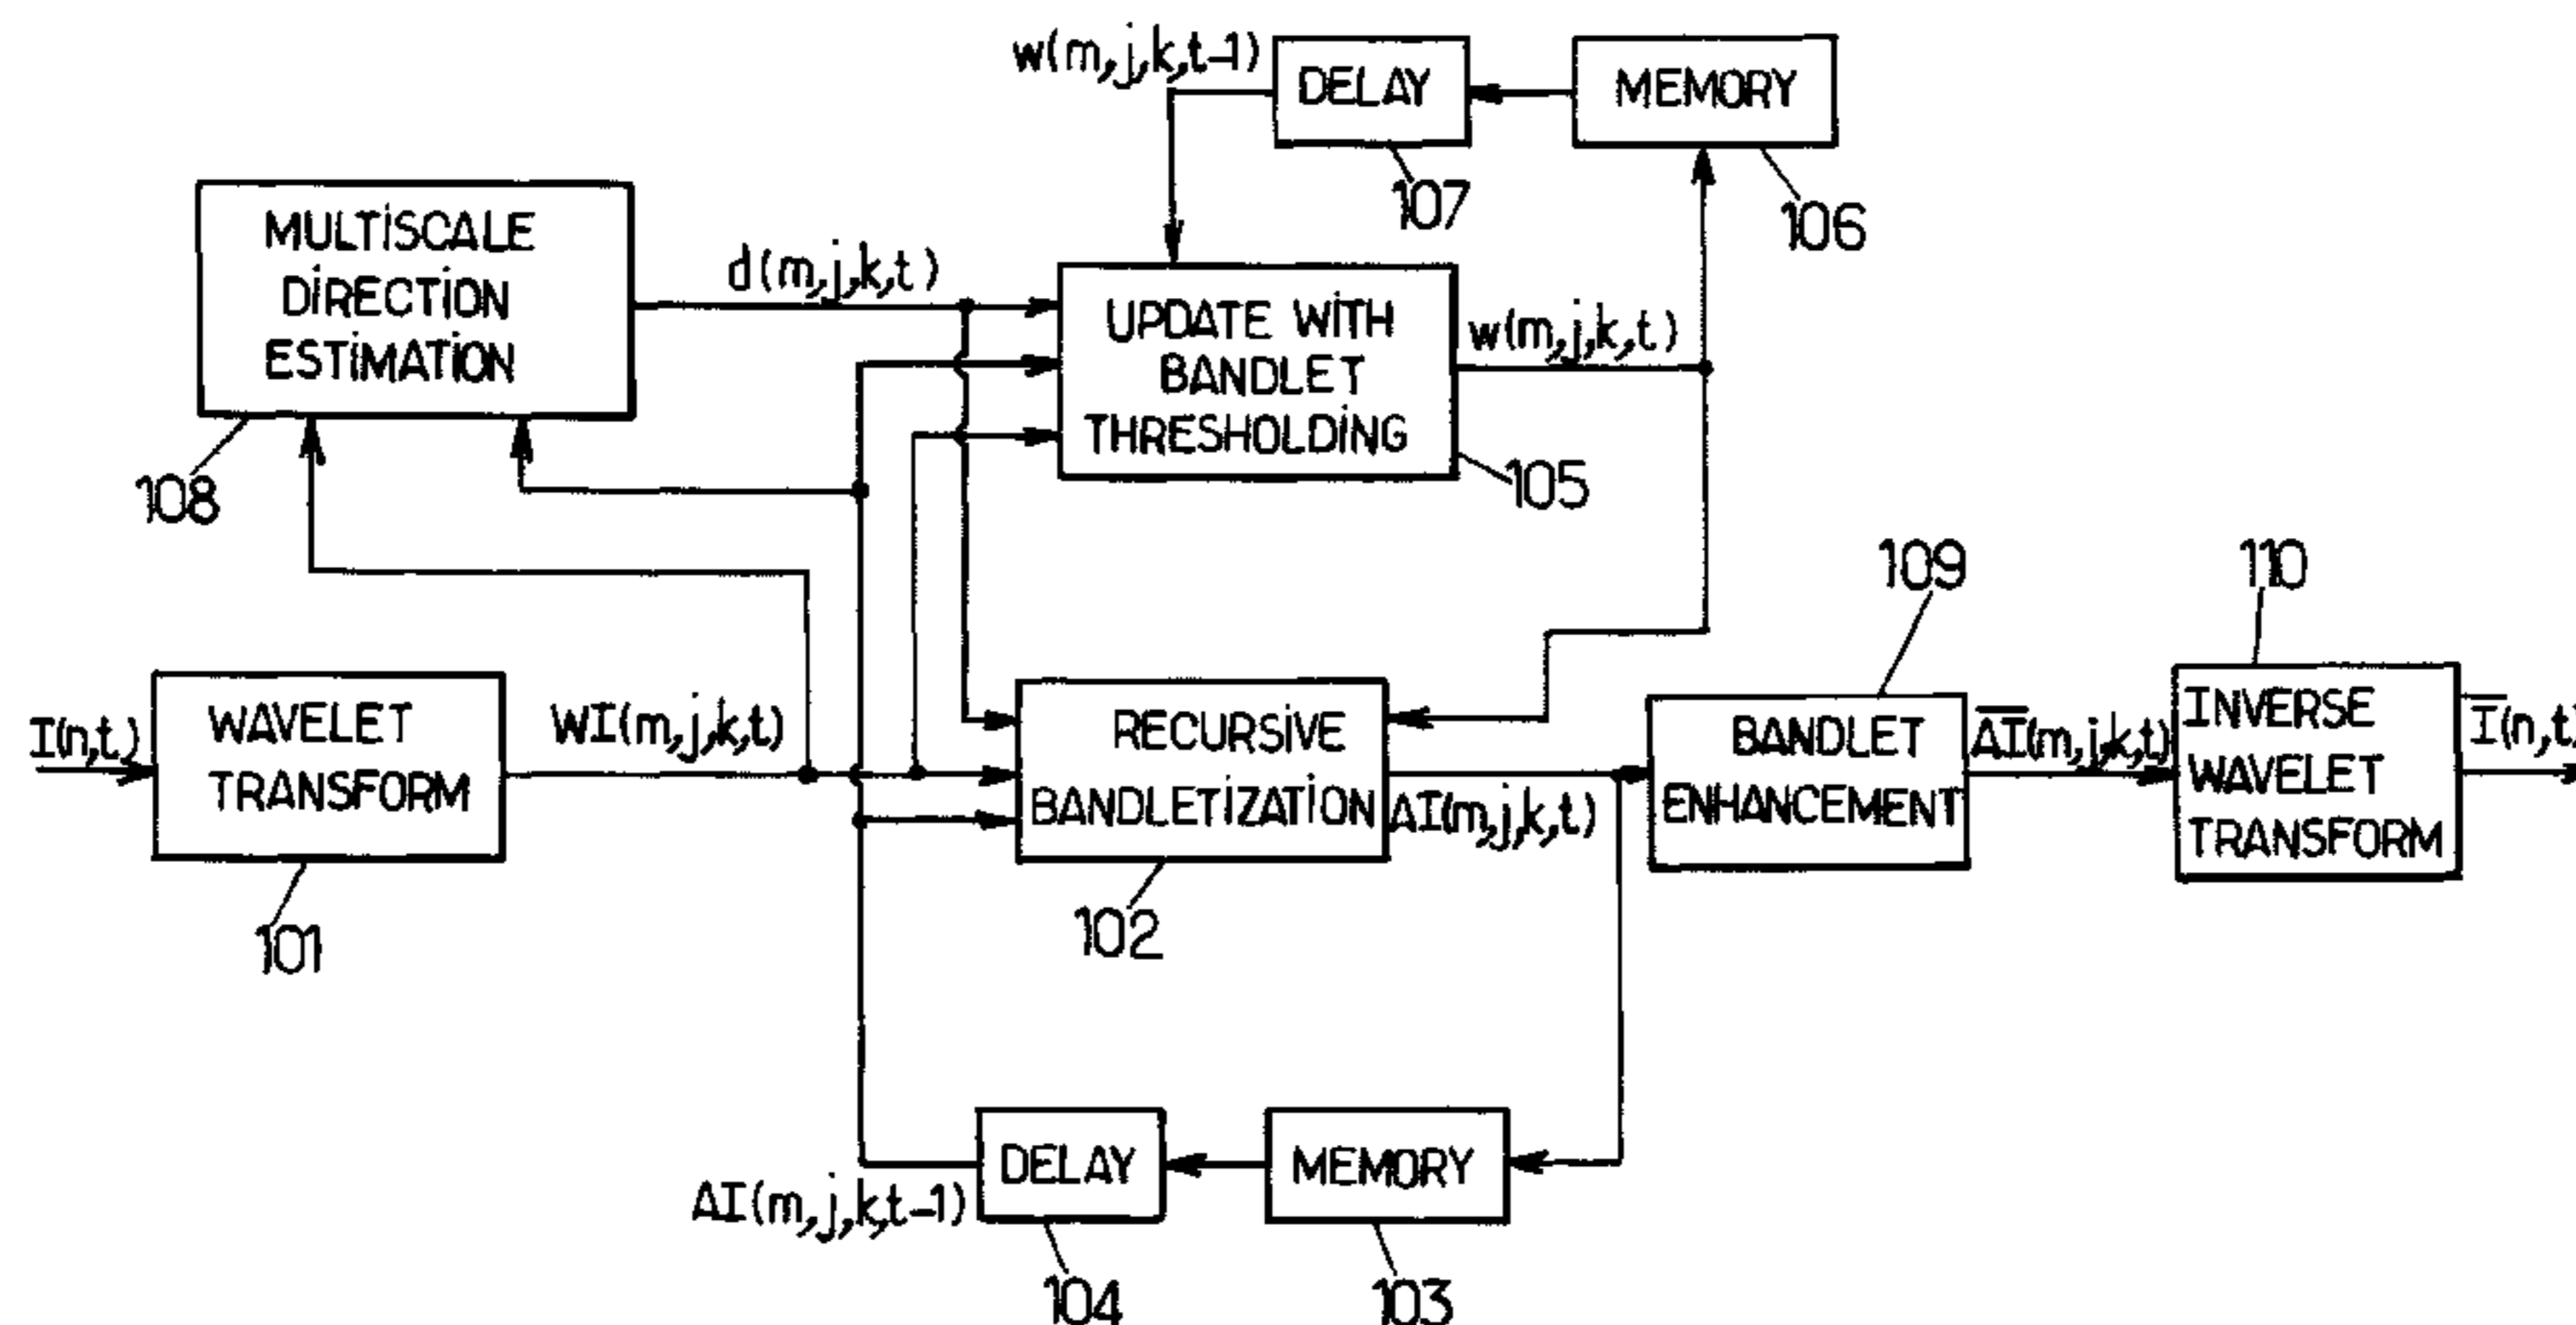 w(m,j,k,t-1)
DELAY
MEMORY
107
106
MULTISCALE
DIRECTION
ESTIMATION
108
d(m,j,k,t)
UPDATE WITH
BANDLET
THRESHOLDING
105
w(m,j,k,t)
I(n,t)
WAVELET
TRANSFORM
101
WI(m,j,k,t)
RECURSIVE
BANDLETIZATION
102
AI(m,j,k,t)
109
BANDLET
ENHANCEMENT
A̅I̅(m,j,k,t)
110
INVERSE
WAVELET
TRANSFORM
I̅(n,t)
AI(m,j,k,t-1)
DELAY
MEMORY
104
103